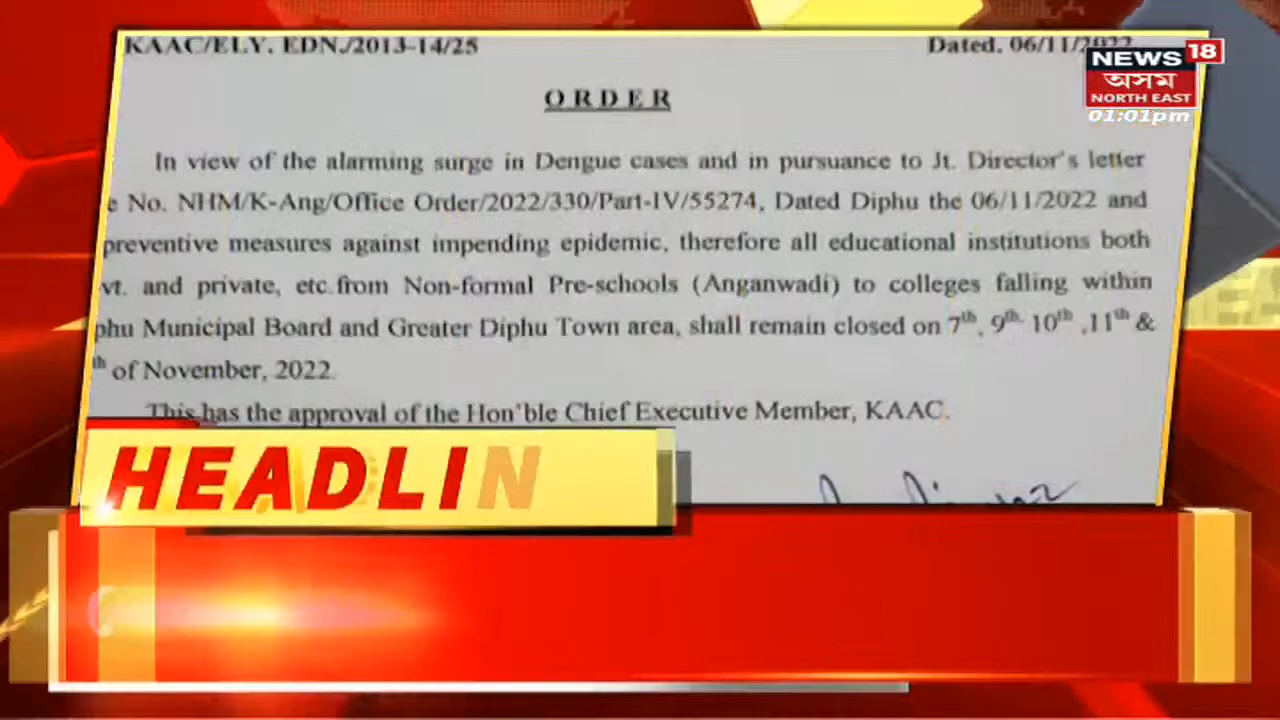 KAAC/ELY. EDN./2013-14/25
Dated. 06/11/2022
NEWS 18
অসম
NORTH EAST
01:01pm
ORDER
In view of the alarming surge in Dengue cases and in pursuance to Jt. Director's letter
e No. NHM/K-Ang/Office Order/2022/330/Part-IV/55274, Dated Diphu the 06/11/2022 and
preventive measures against impending epidemic, therefore all educational institutions both
vt. and private, etc.from Non-formal Pre-schools (Anganwadi) to colleges falling within
phu Municipal Board and Greater Diphu Town area, shall remain closed on 7th, 9th 10th ,11th &
th of November, 2022.
This has the approval of the Hon'ble Chief Executive Member, KAAC.
HEADLIN